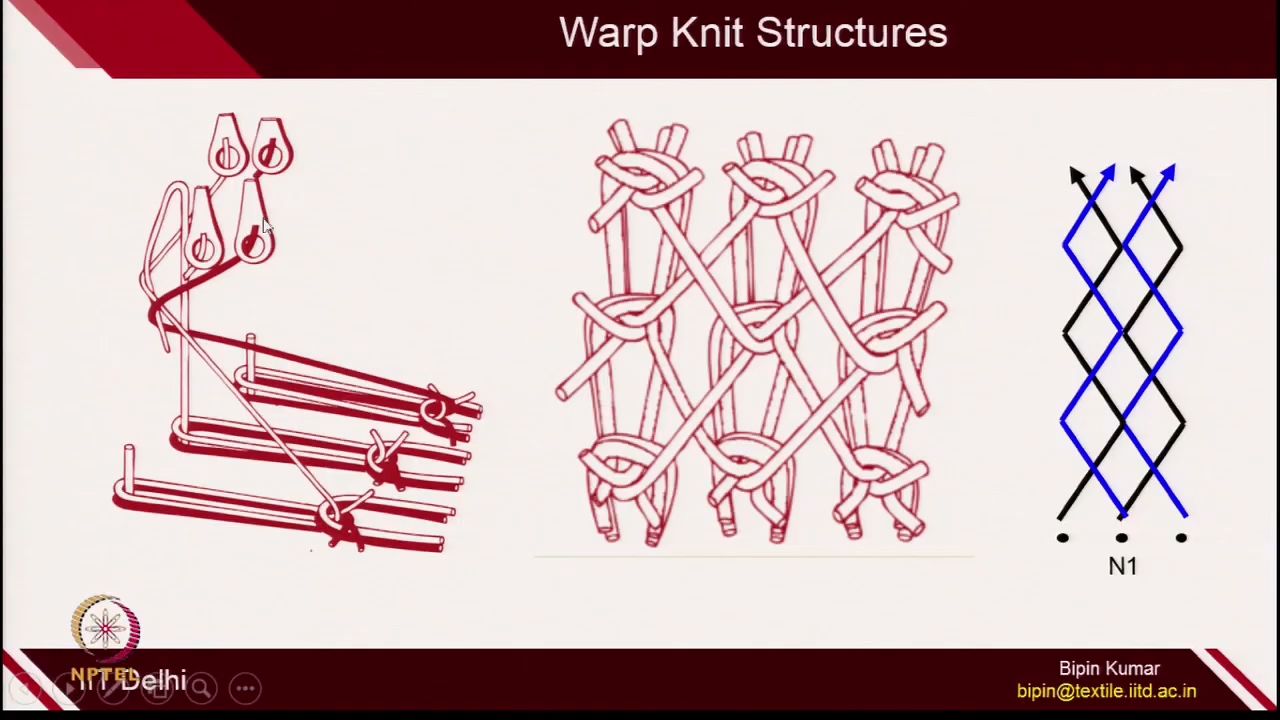 Warp Knit Structures
N1
NPTEL
IIT Delhi
Bipin Kumar
bipin@textile.iitd.ac.in